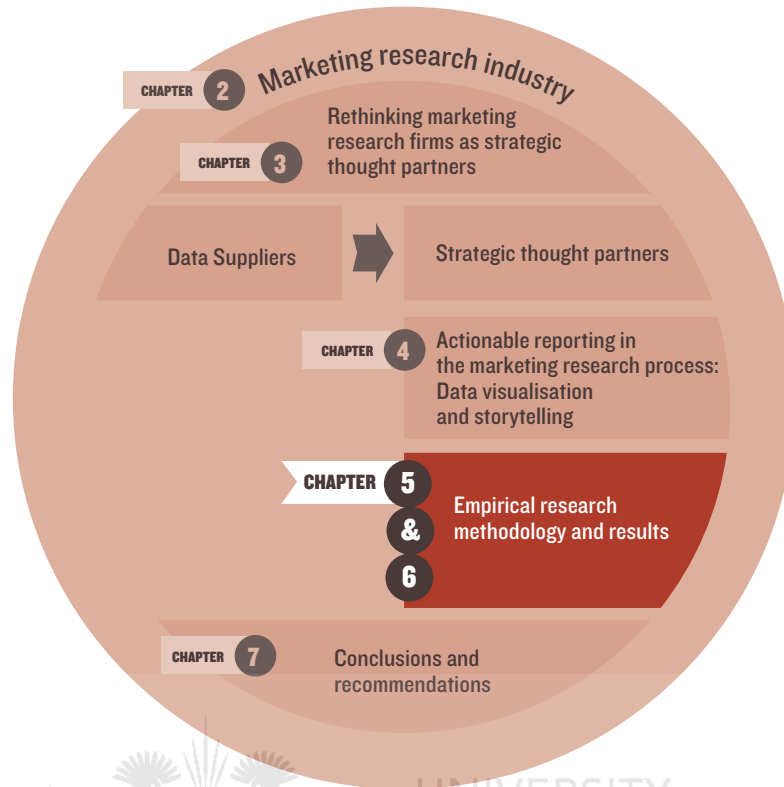 Marketing research industry
CHAPTER 2
Rethinking marketing
research firms as strategic
thought partners
CHAPTER 3
Data Suppliers
Strategic thought partners
CHAPTER 4
Actionable reporting in
the marketing research process:
Data visualisation
and storytelling
CHAPTER 5
&
6
Empirical research
methodology and results
CHAPTER 7
Conclusions and
recommendations
UNIVERSITY